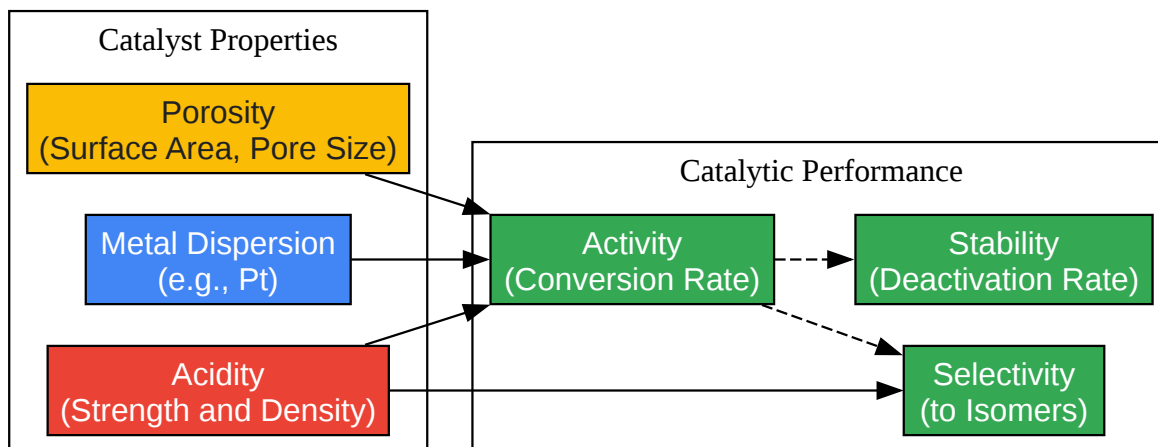 Catalyst Properties
Porosity
(Surface Area, Pore Size)
Metal Dispersion
(e.g., Pt)
Acidity
(Strength and Density)
Catalytic Performance
Activity
(Conversion Rate)
Stability
(Deactivation Rate)
Selectivity
(to Isomers)